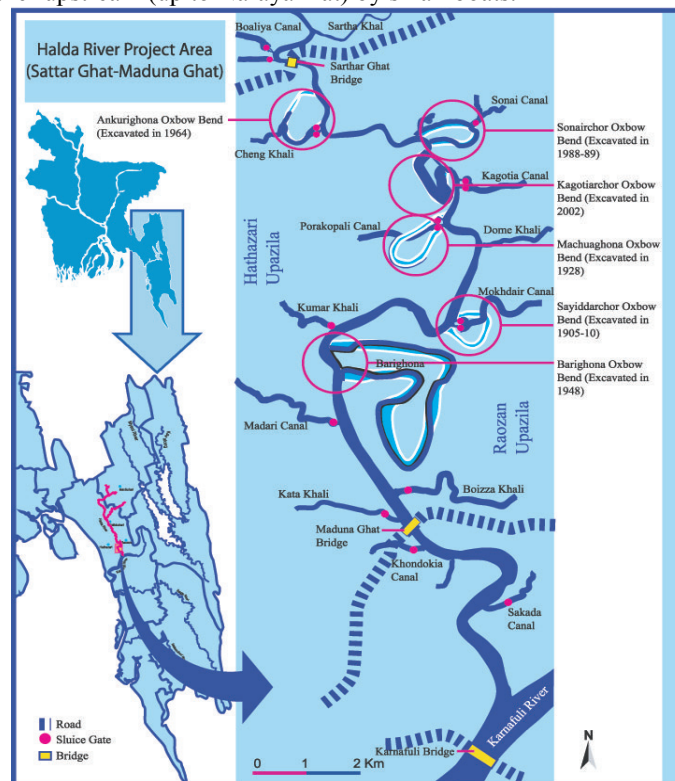 Halda River Project Area
(Sattar Ghat-Maduna Ghat)
Boaliya Canal
Sartha Khal
Sarthar Ghat
Bridge
Ankurighona Oxbow Bend
(Excavated in 1964)
Cheng Khali
Sonai Canal
Sonairchor Oxbow
Bend (Excavated in
1988-89)
Kagotia Canal
Kagotiarchor Oxbow
Bend (Excavated in
2002)
Porakopali Canal
Dome Khali
Machuaghona Oxbow
Bend (Excavated in
1928)
Hathazari
Upazila
Mokhdair Canal
Kumar Khali
Sayiddarchor Oxbow
Bend (Excavated in
1905-10)
Barighona
Barighona Oxbow
Bend (Excavated in
1948)
Madari Canal
Raozan
Upazila
Kata Khali
Boizza Khali
Maduna Ghat
Bridge
Khondokia
Canal
Sakada
Canal
Karnafuli River
Karnafuli Bridge
Road
Sluice Gate
Bridge
0 1 2 Km
N